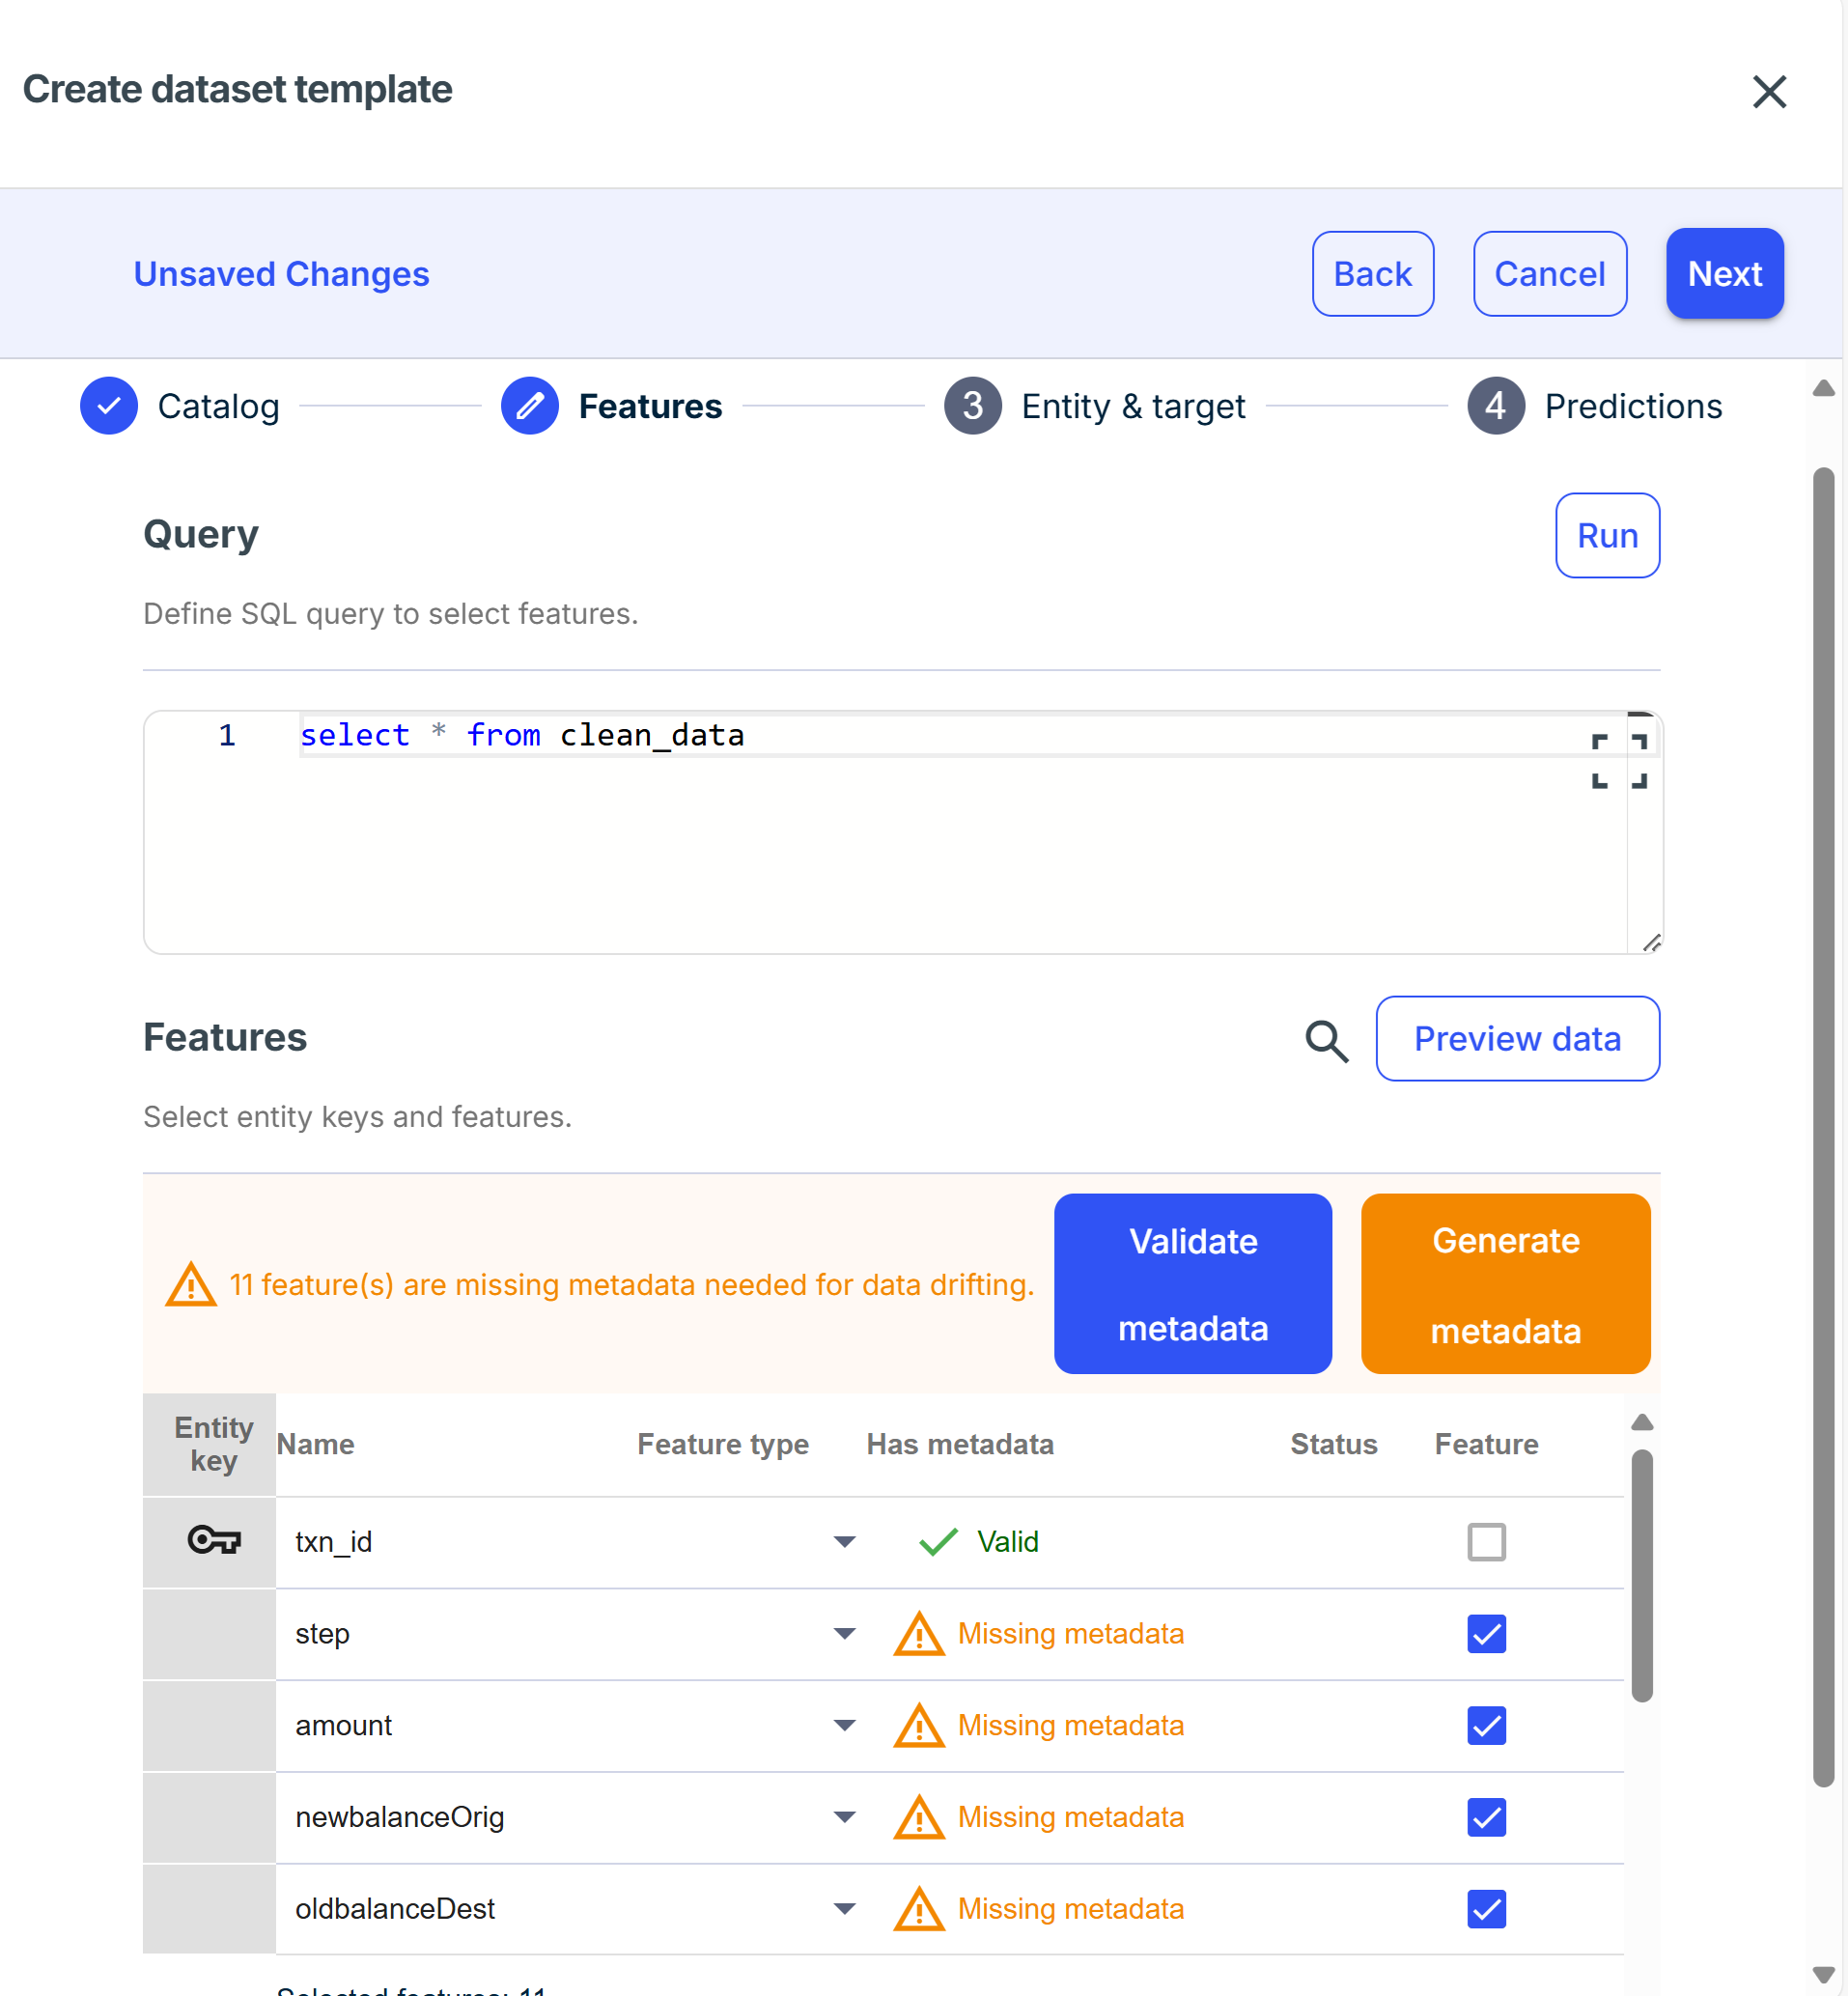 Create dataset template
Unsaved Changes
Back
Cancel
Next
Catalog
Features
3
Entity & target
4
Predictions
Query
Run
Define SQL query to select features.
1
select * from clean_data
Features
Preview data
Select entity keys and features.
11 feature(s) are missing metadata needed for data drifting.
Validate
metadata
Generate
metadata
Entity
key
Name
Feature type
Has metadata
Status
Feature
txn_id
Valid
step
Missing metadata
amount
Missing metadata
newbalanceOrig
Missing metadata
oldbalanceDest
Missing metadata
Selected features: 11